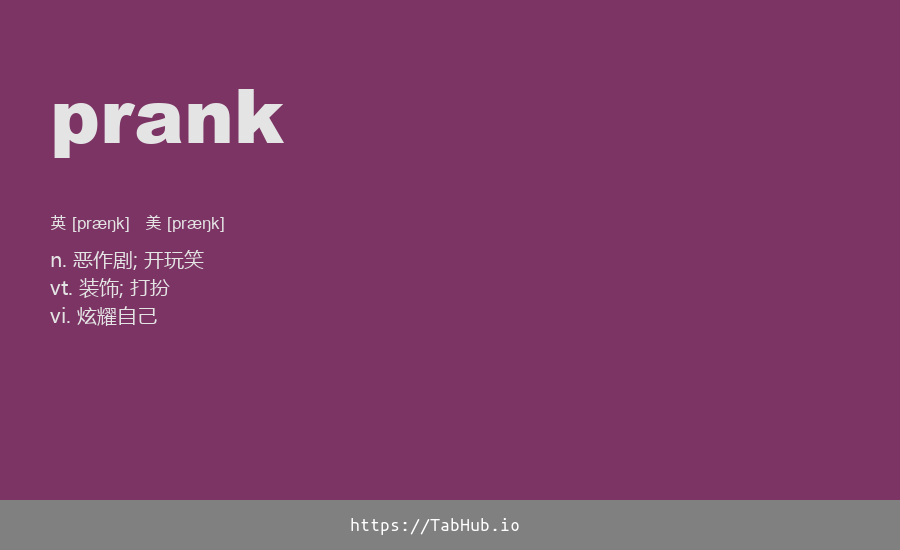 prank
英 [præŋk] 美 [præŋk]
n. 恶作剧; 开玩笑
vt. 装饰; 打扮
vi. 炫耀自己
https://TabHub.io